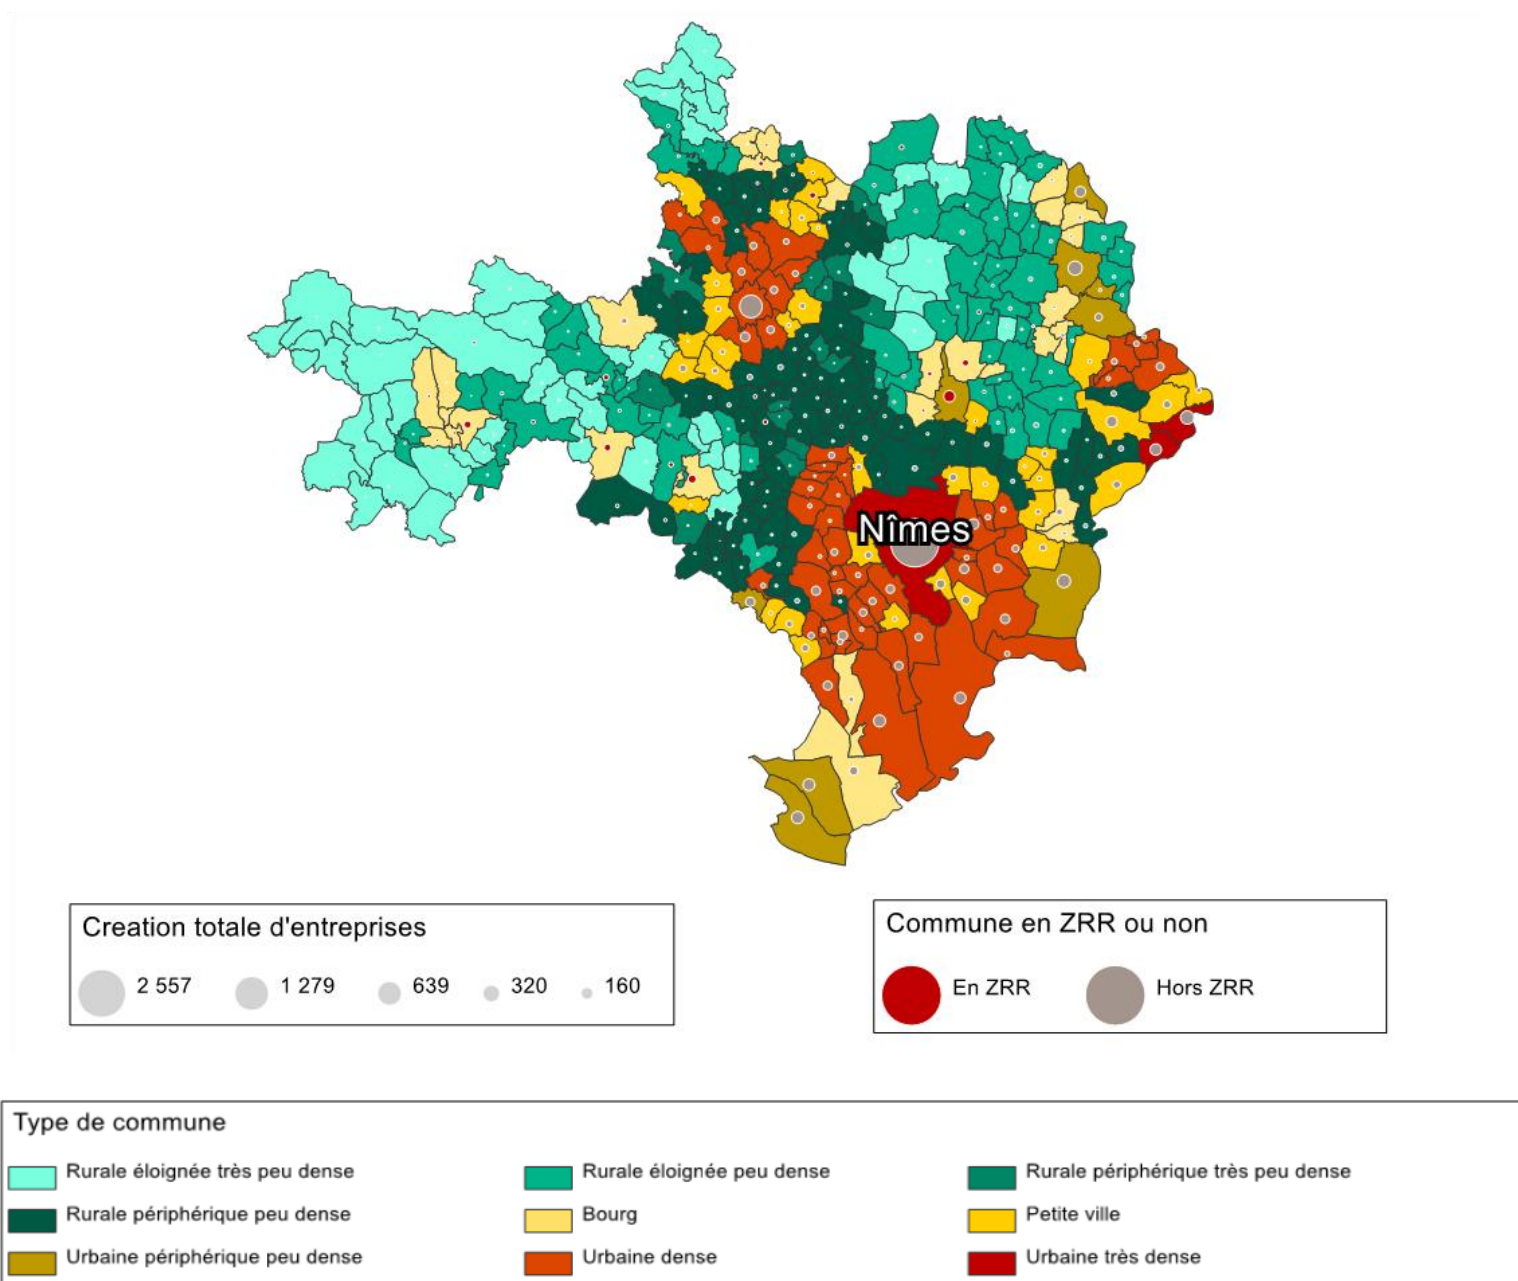 Nîmes
Creation totale d'entreprises
2 557 1 279 639 320 160
Commune en ZRR ou non
En ZRR Hors ZRR
Type de commune
Rurale éloignée très peu dense Rurale éloignée peu dense Rurale périphérique très peu dense
Rurale périphérique peu dense Bourg Petite ville
Urbaine périphérique peu dense Urbaine dense Urbaine très dense